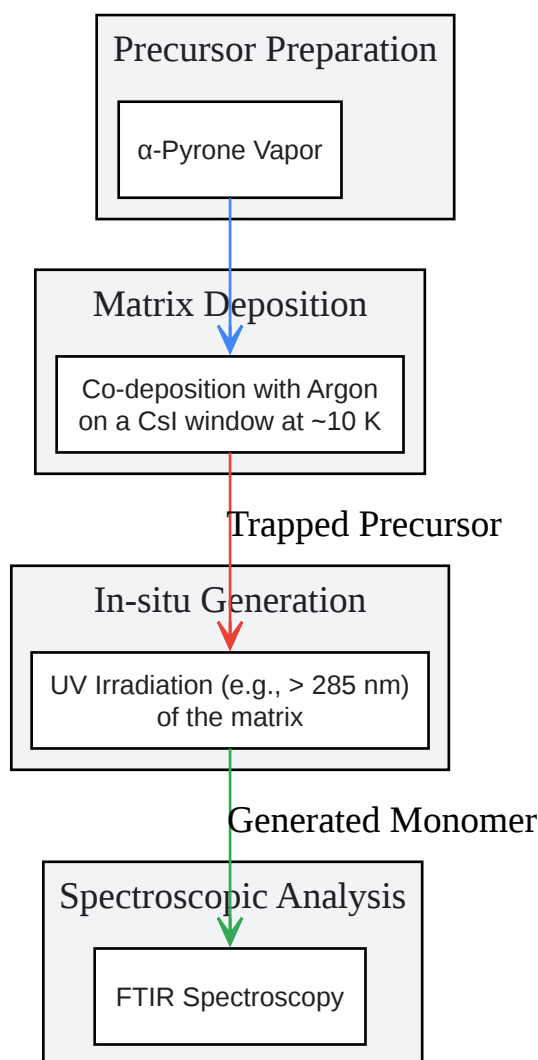 Precursor Preparation
α-Pyrone Vapor
Matrix Deposition
Co-deposition with Argon
on a CsI window at ~10 K
Trapped Precursor
In-situ Generation
UV Irradiation (e.g., > 285 nm)
of the matrix
Generated Monomer
Spectroscopic Analysis
FTIR Spectroscopy